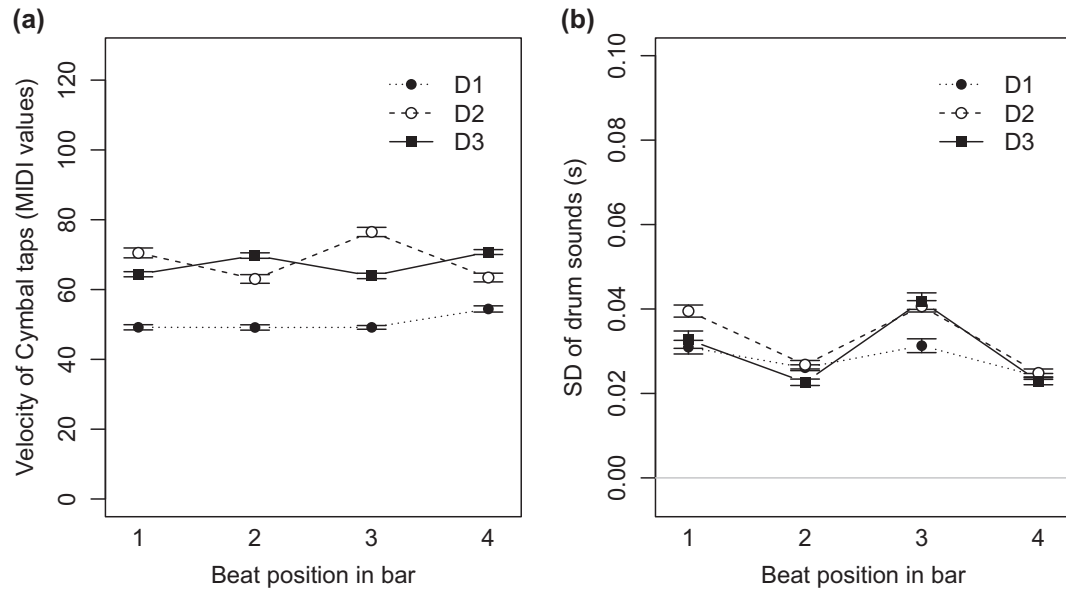 (a)
Velocity of Cymbal taps (MIDI values)
0 20 40 60 80 100 120
D1
D2
D3
1 2 3 4
Beat position in bar
(b)
SD of drum sounds (s)
0.00 0.02 0.04 0.06 0.08 0.10
D1
D2
D3
1 2 3 4
Beat position in bar